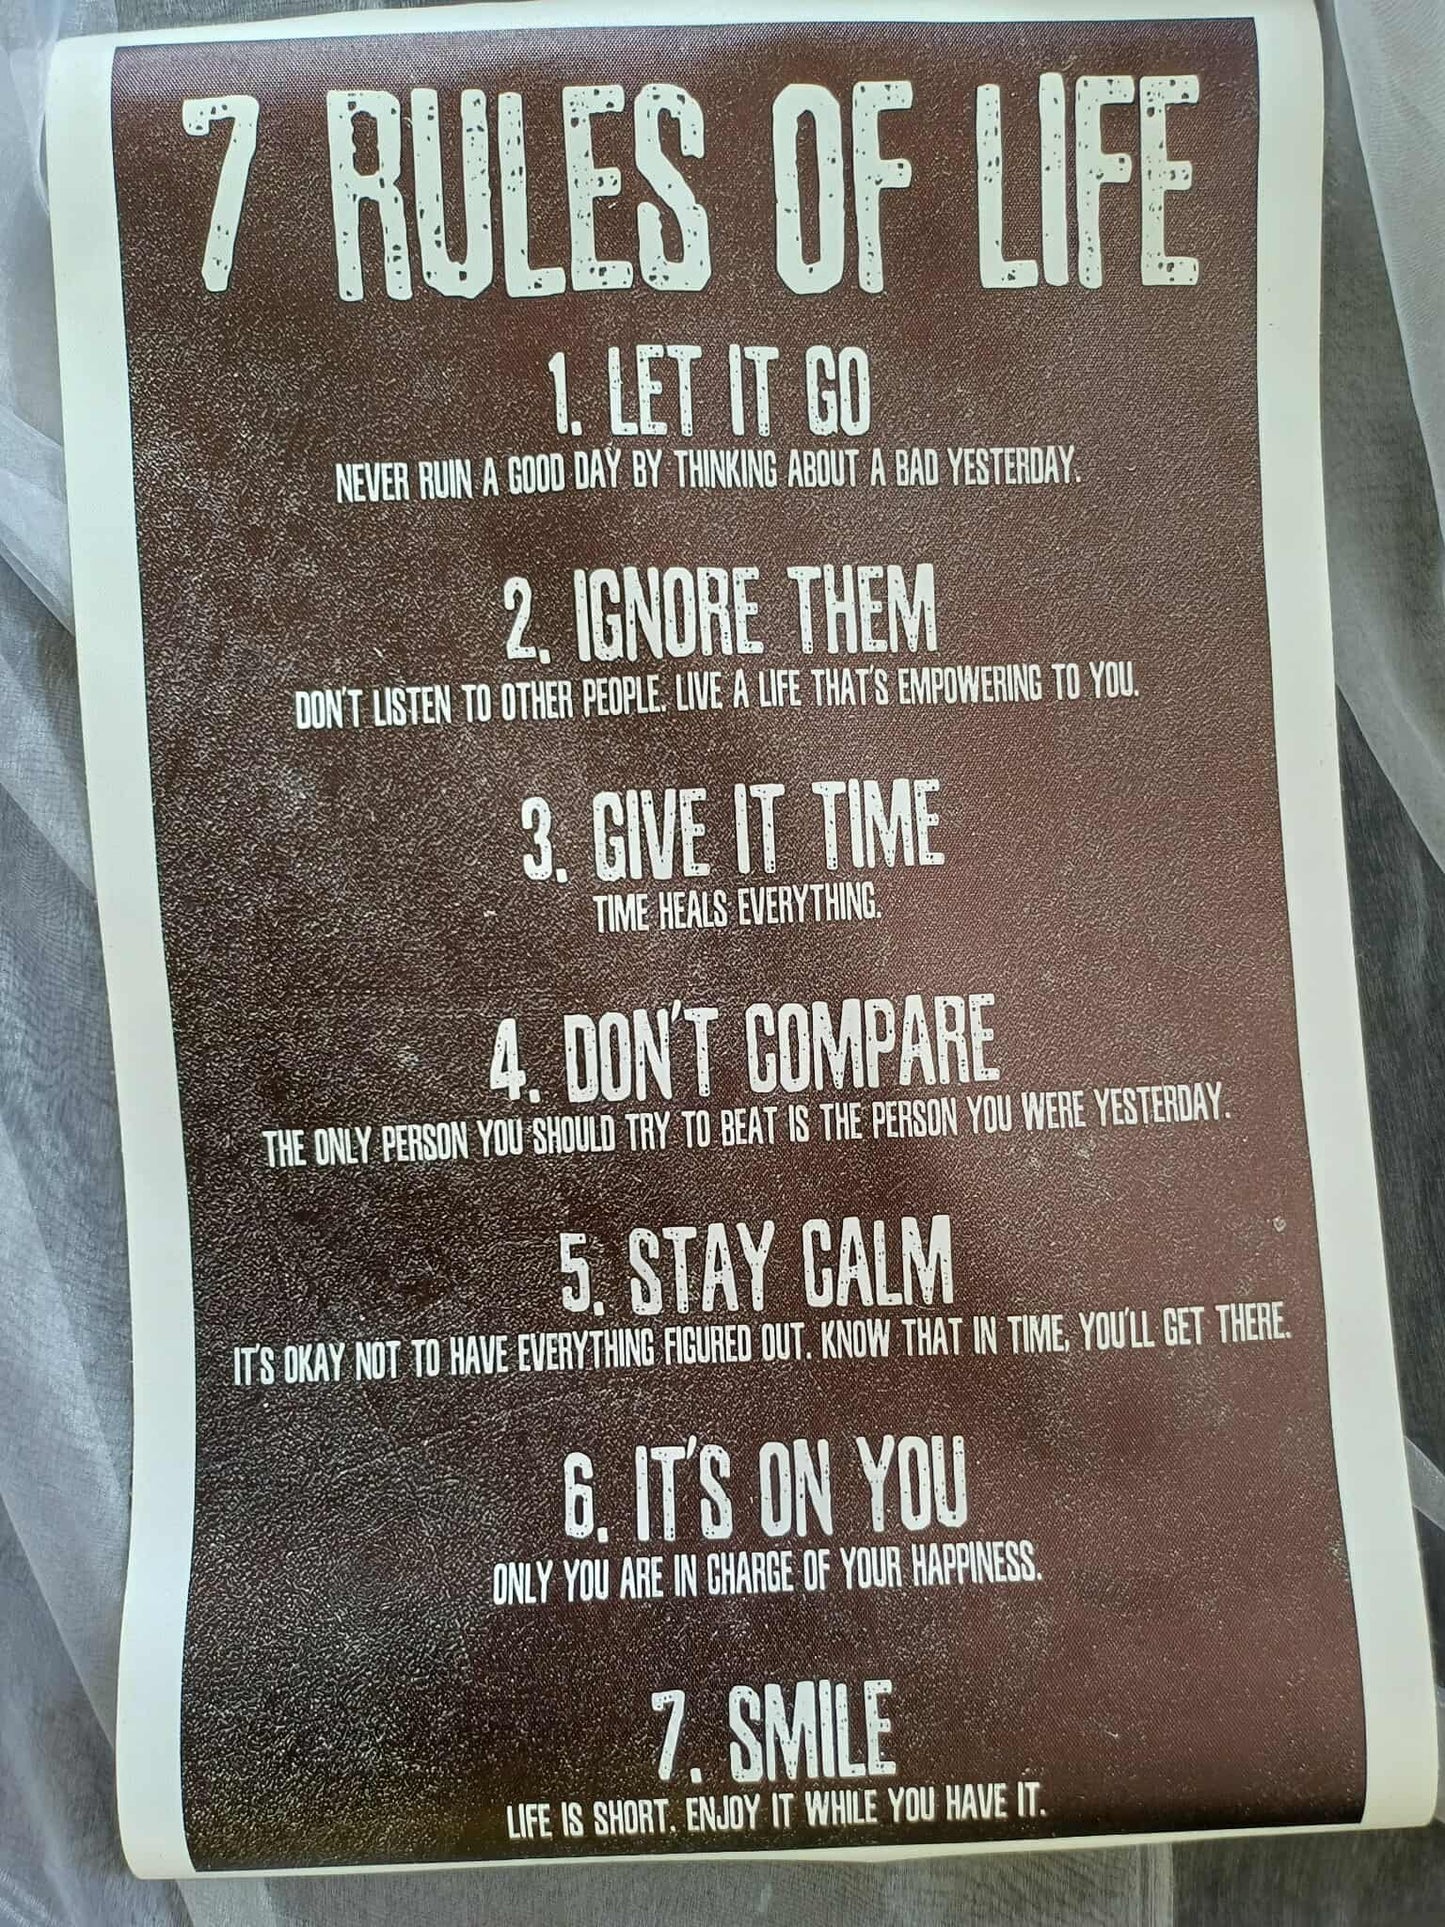 7 RULES OF LIFE
1. LET IT GO
NEVER RUIN A GOOD DAY BY THINKING ABOUT A BAD YESTERDAY.
2. IGNORE THEM
DON'T LISTEN TO OTHER PEOPLE. LIVE A LIFE THAT'S EMPOWERING TO YOU.
3. GIVE IT TIME
TIME HEALS EVERYTHING.
4. DON'T COMPARE
THE ONLY PERSON YOU SHOULD TRY TO BEAT IS THE PERSON YOU WERE YESTERDAY.
5. STAY CALM
IT'S OKAY NOT TO HAVE EVERYTHING FIGURED OUT. KNOW THAT IN TIME, YOU'LL GET THERE.
6. IT'S ON YOU
ONLY YOU ARE IN CHARGE OF YOUR HAPPINESS.
7. SMILE
LIFE IS SHORT. ENJOY IT WHILE YOU HAVE IT.